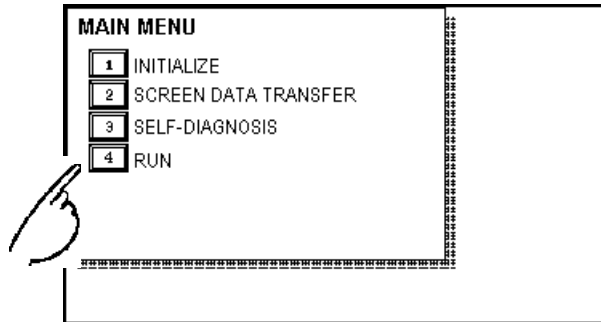 MAIN MENU
1 INITIALIZE
2 SCREEN DATA TRANSFER
3 SELF-DIAGNOSIS
4 RUN